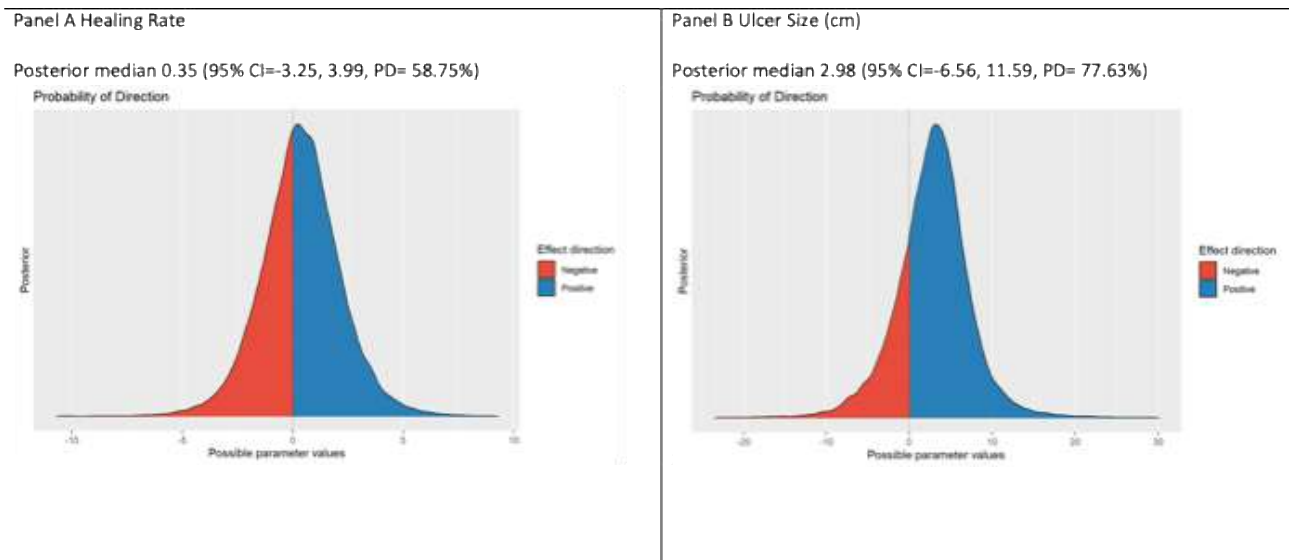 Panel A Healing Rate
Posterior median 0.35 (95% CI=-3.25, 3.99, PD= 58.75%)
Probability of Direction
Posterior
Effect direction
Negative
Positive
-10 -5 0 5 10
Possible parameter values
Panel B Ulcer Size (cm)
Posterior median 2.98 (95% CI=-6.56, 11.59, PD= 77.63%)
Probability of Direction
Posterior
Effect direction
Negative
Positive
-20 -10 0 10 20 30
Possible parameter values